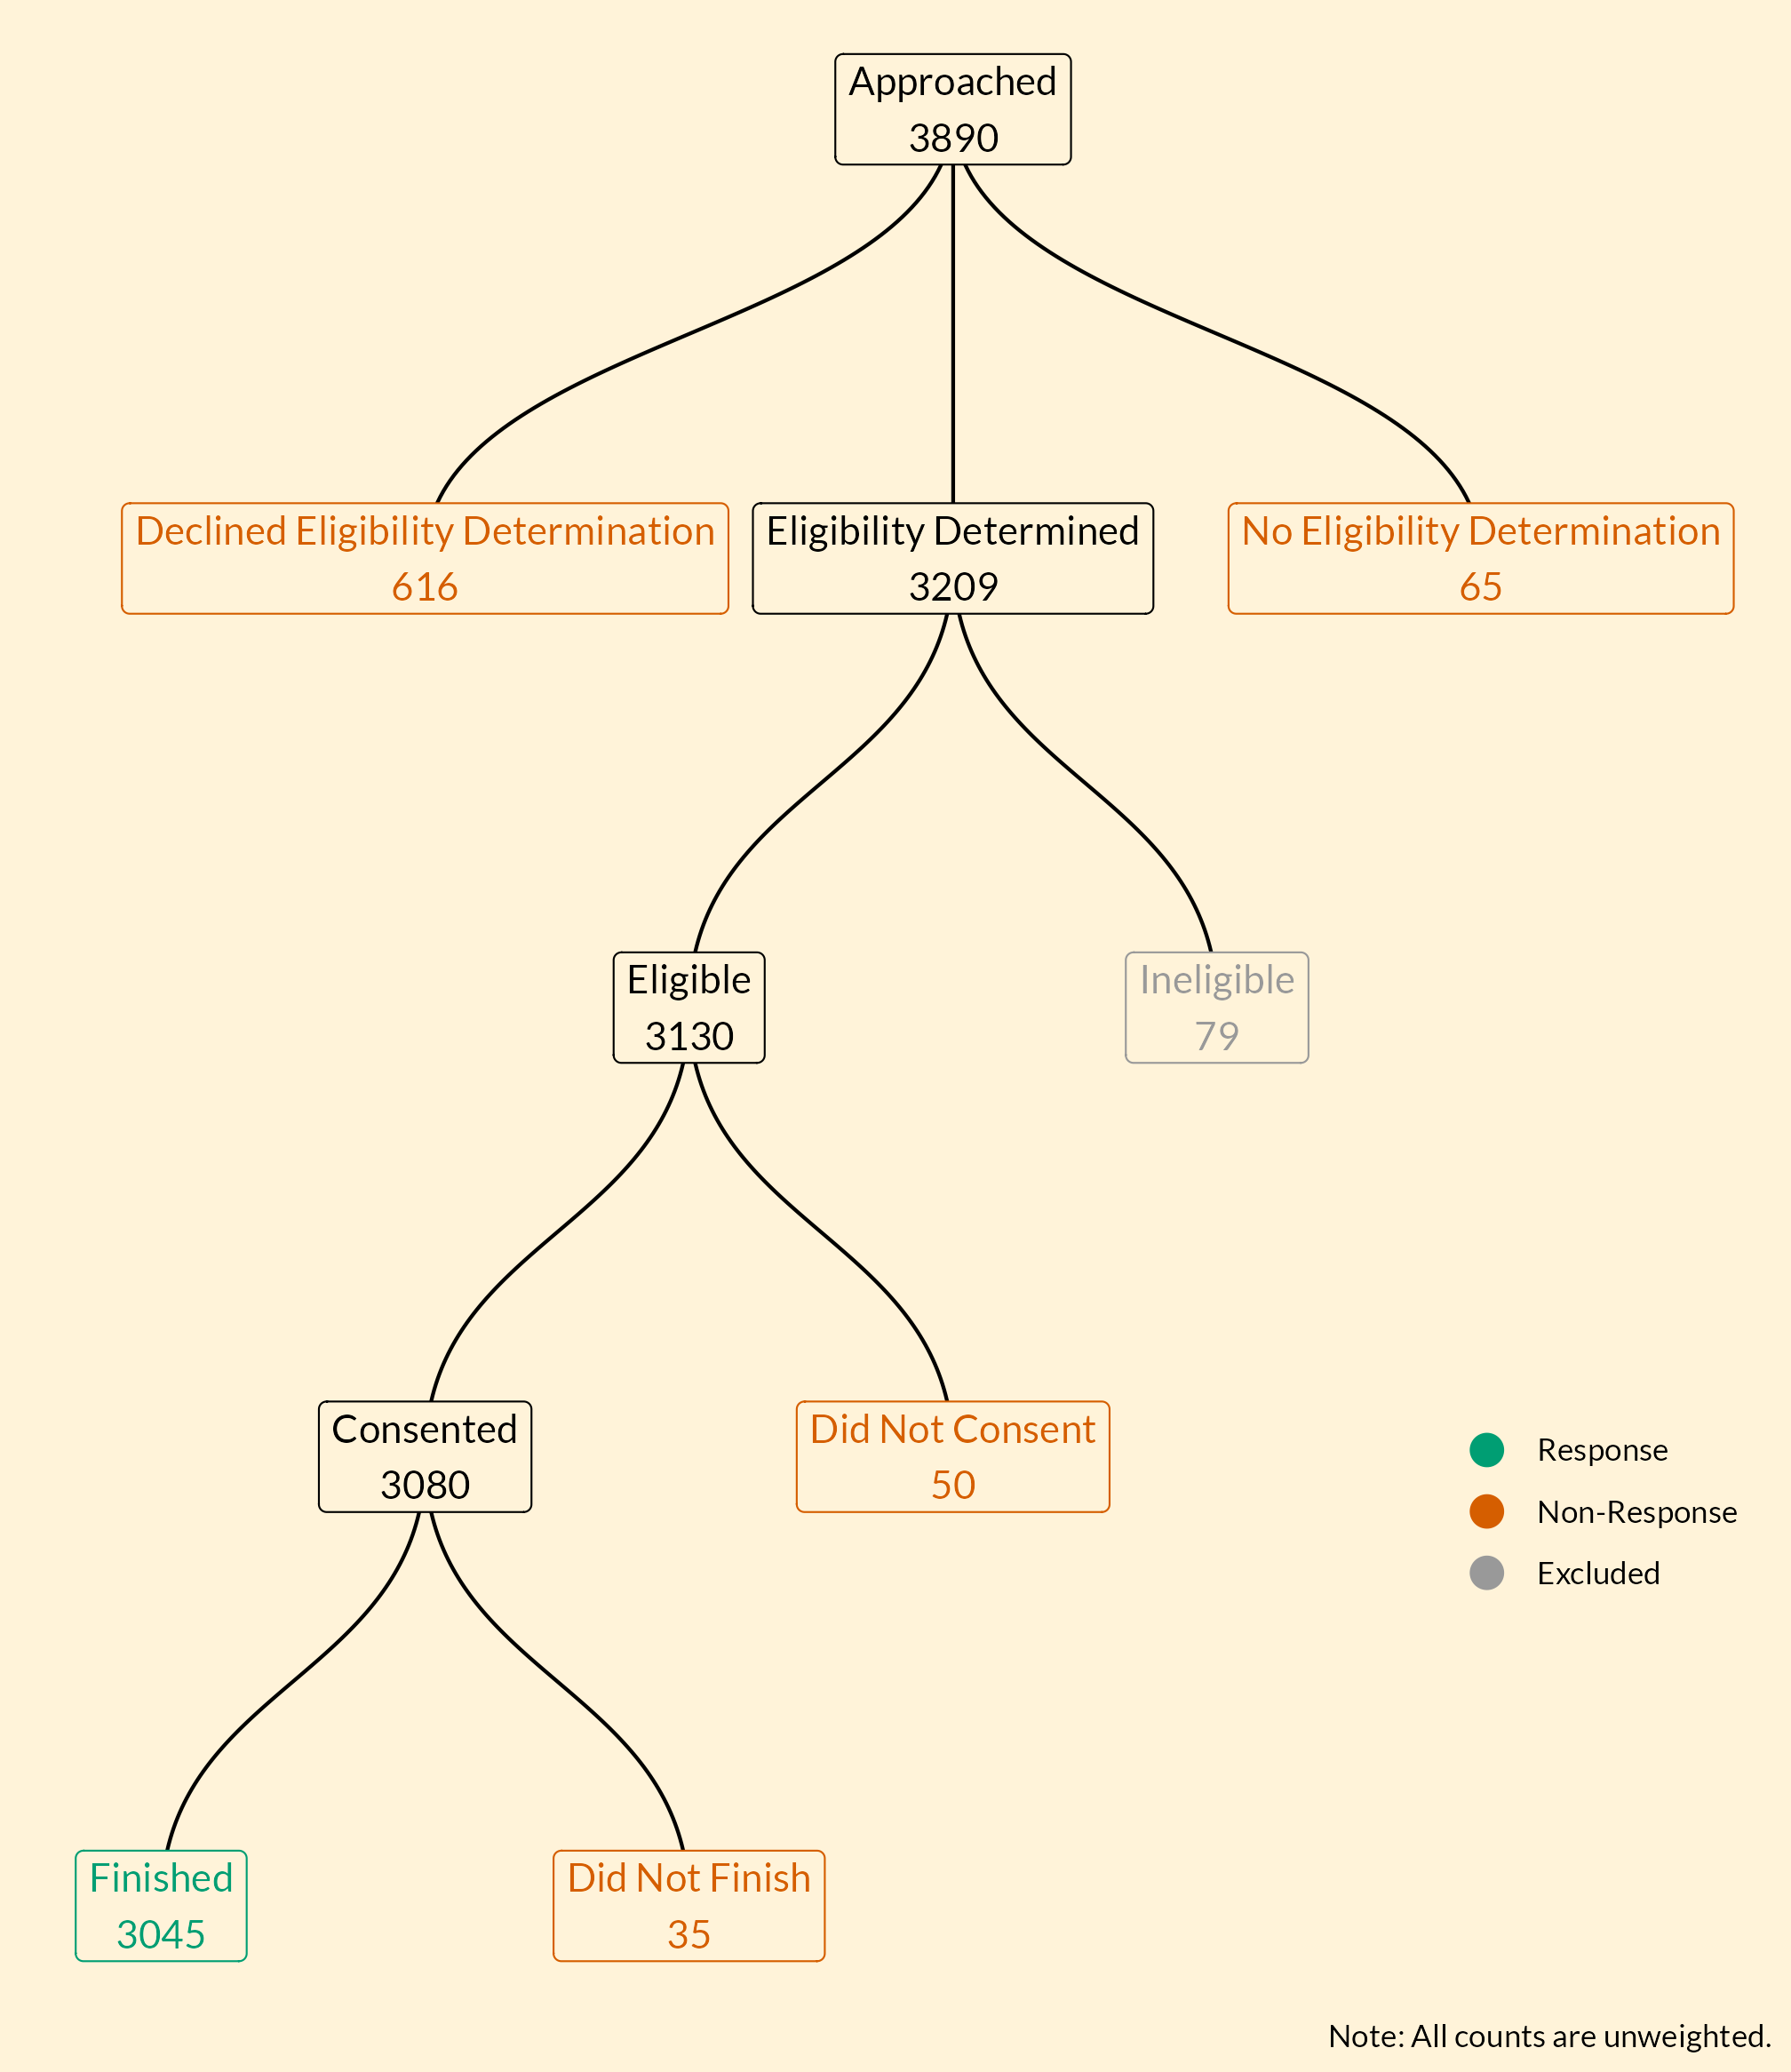 Approached
3890
Declined Eligibility Determination
616
Eligibility Determined
3209
No Eligibility Determination
65
Eligible
3130
Ineligible
79
Consented
3080
Did Not Consent
50
Response
Non-Response
Excluded
Finished
3045
Did Not Finish
35
Note: All counts are unweighted.